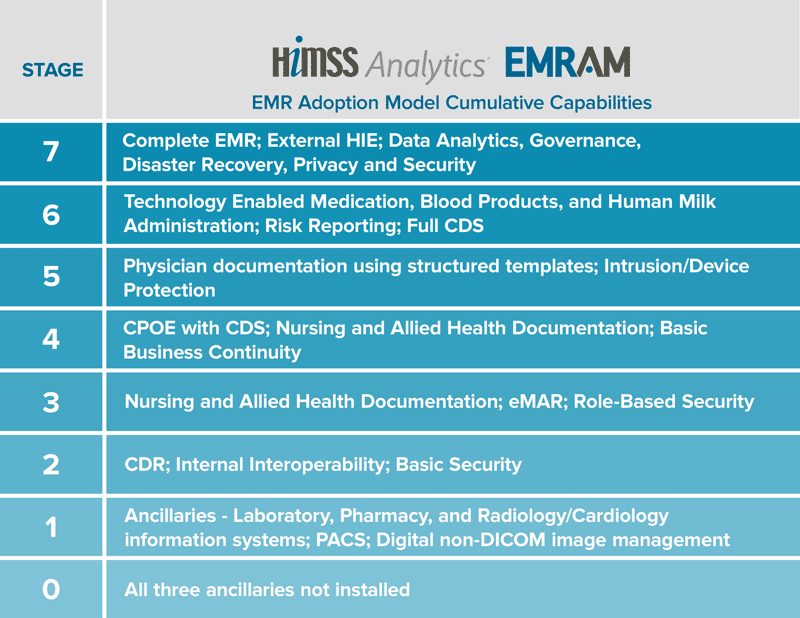 STAGE
HiMSS Analytics EMRAM
EMR Adoption Model Cumulative Capabilities
7
Complete EMR; External HIE; Data Analytics, Governance,
Disaster Recovery, Privacy and Security
6
Technology Enabled Medication, Blood Products, and Human Milk
Administration; Risk Reporting; Full CDS
5
Physician documentation using structured templates; Intrusion/Device
Protection
4
CPOE with CDS; Nursing and Allied Health Documentation; Basic
Business Continuity
3
Nursing and Allied Health Documentation; eMAR; Role-Based Security
2
CDR; Internal Interoperability; Basic Security
1
Ancillaries - Laboratory, Pharmacy, and Radiology/Cardiology
information systems; PACS; Digital non-DICOM image management
0
All three ancillaries not installed